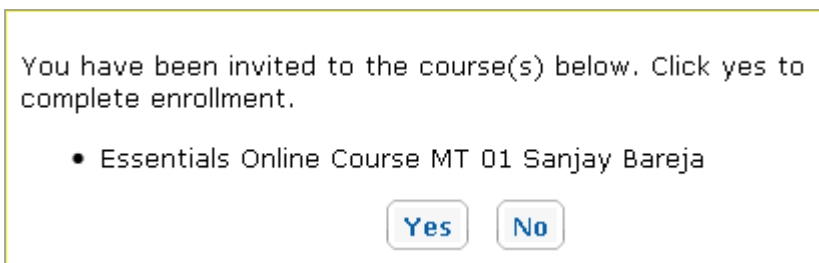 You have been invited to the course(s) below. Click yes to
complete enrollment.
• Essentials Online Course MT 01 Sanjay Bareja
Yes No